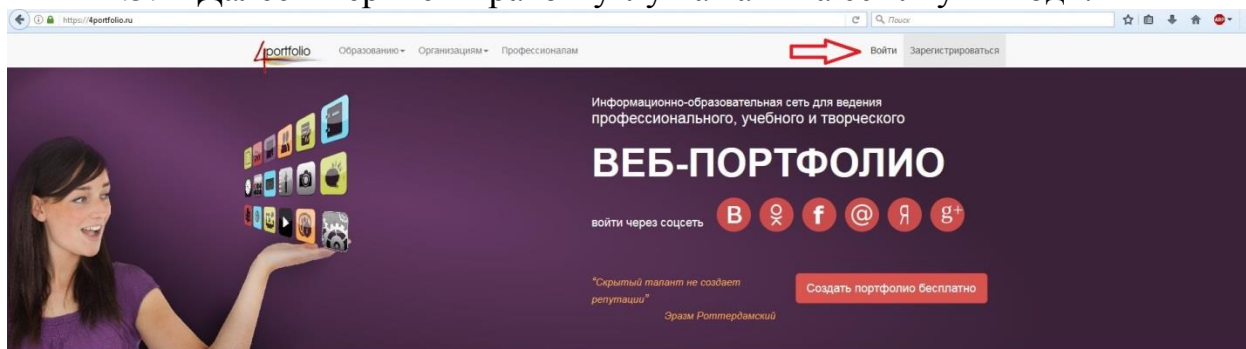 https://4portfolio.ru
Поиск
4portfolio
Образованию
Организациям
Профессионалам
Войти
Зарегистрироваться
Информационно-образовательная сеть для ведения
профессионального, учебного и творческого
ВЕБ-ПОРТФОЛИО
войти через соцсеть
В f @ Я g+
"Скрытый талант не создает
репутации"
Эразм Роттердамский
Создать портфолио бесплатно